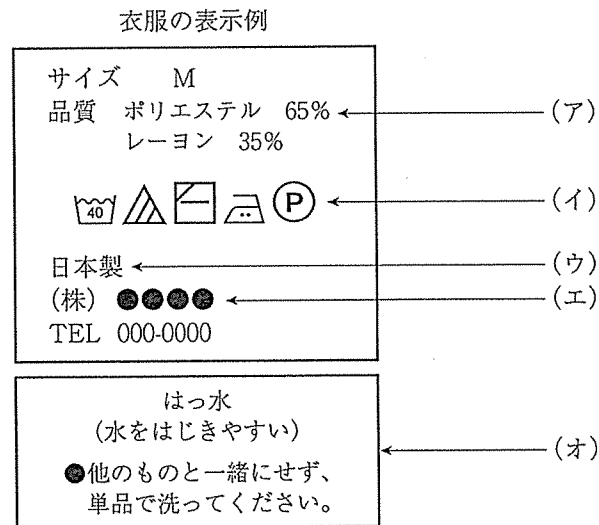 衣服の表示例
サイズ M
品質 ポリエステル 65%
レーヨン 35%
(ア)
40 P
(イ)
日本製
(ウ)
(株) ●●●●
(エ)
TEL 000-0000
はっ水
(水をはじきやすい)
●他のものと一緒にせず、
単品で洗ってください。
(オ)